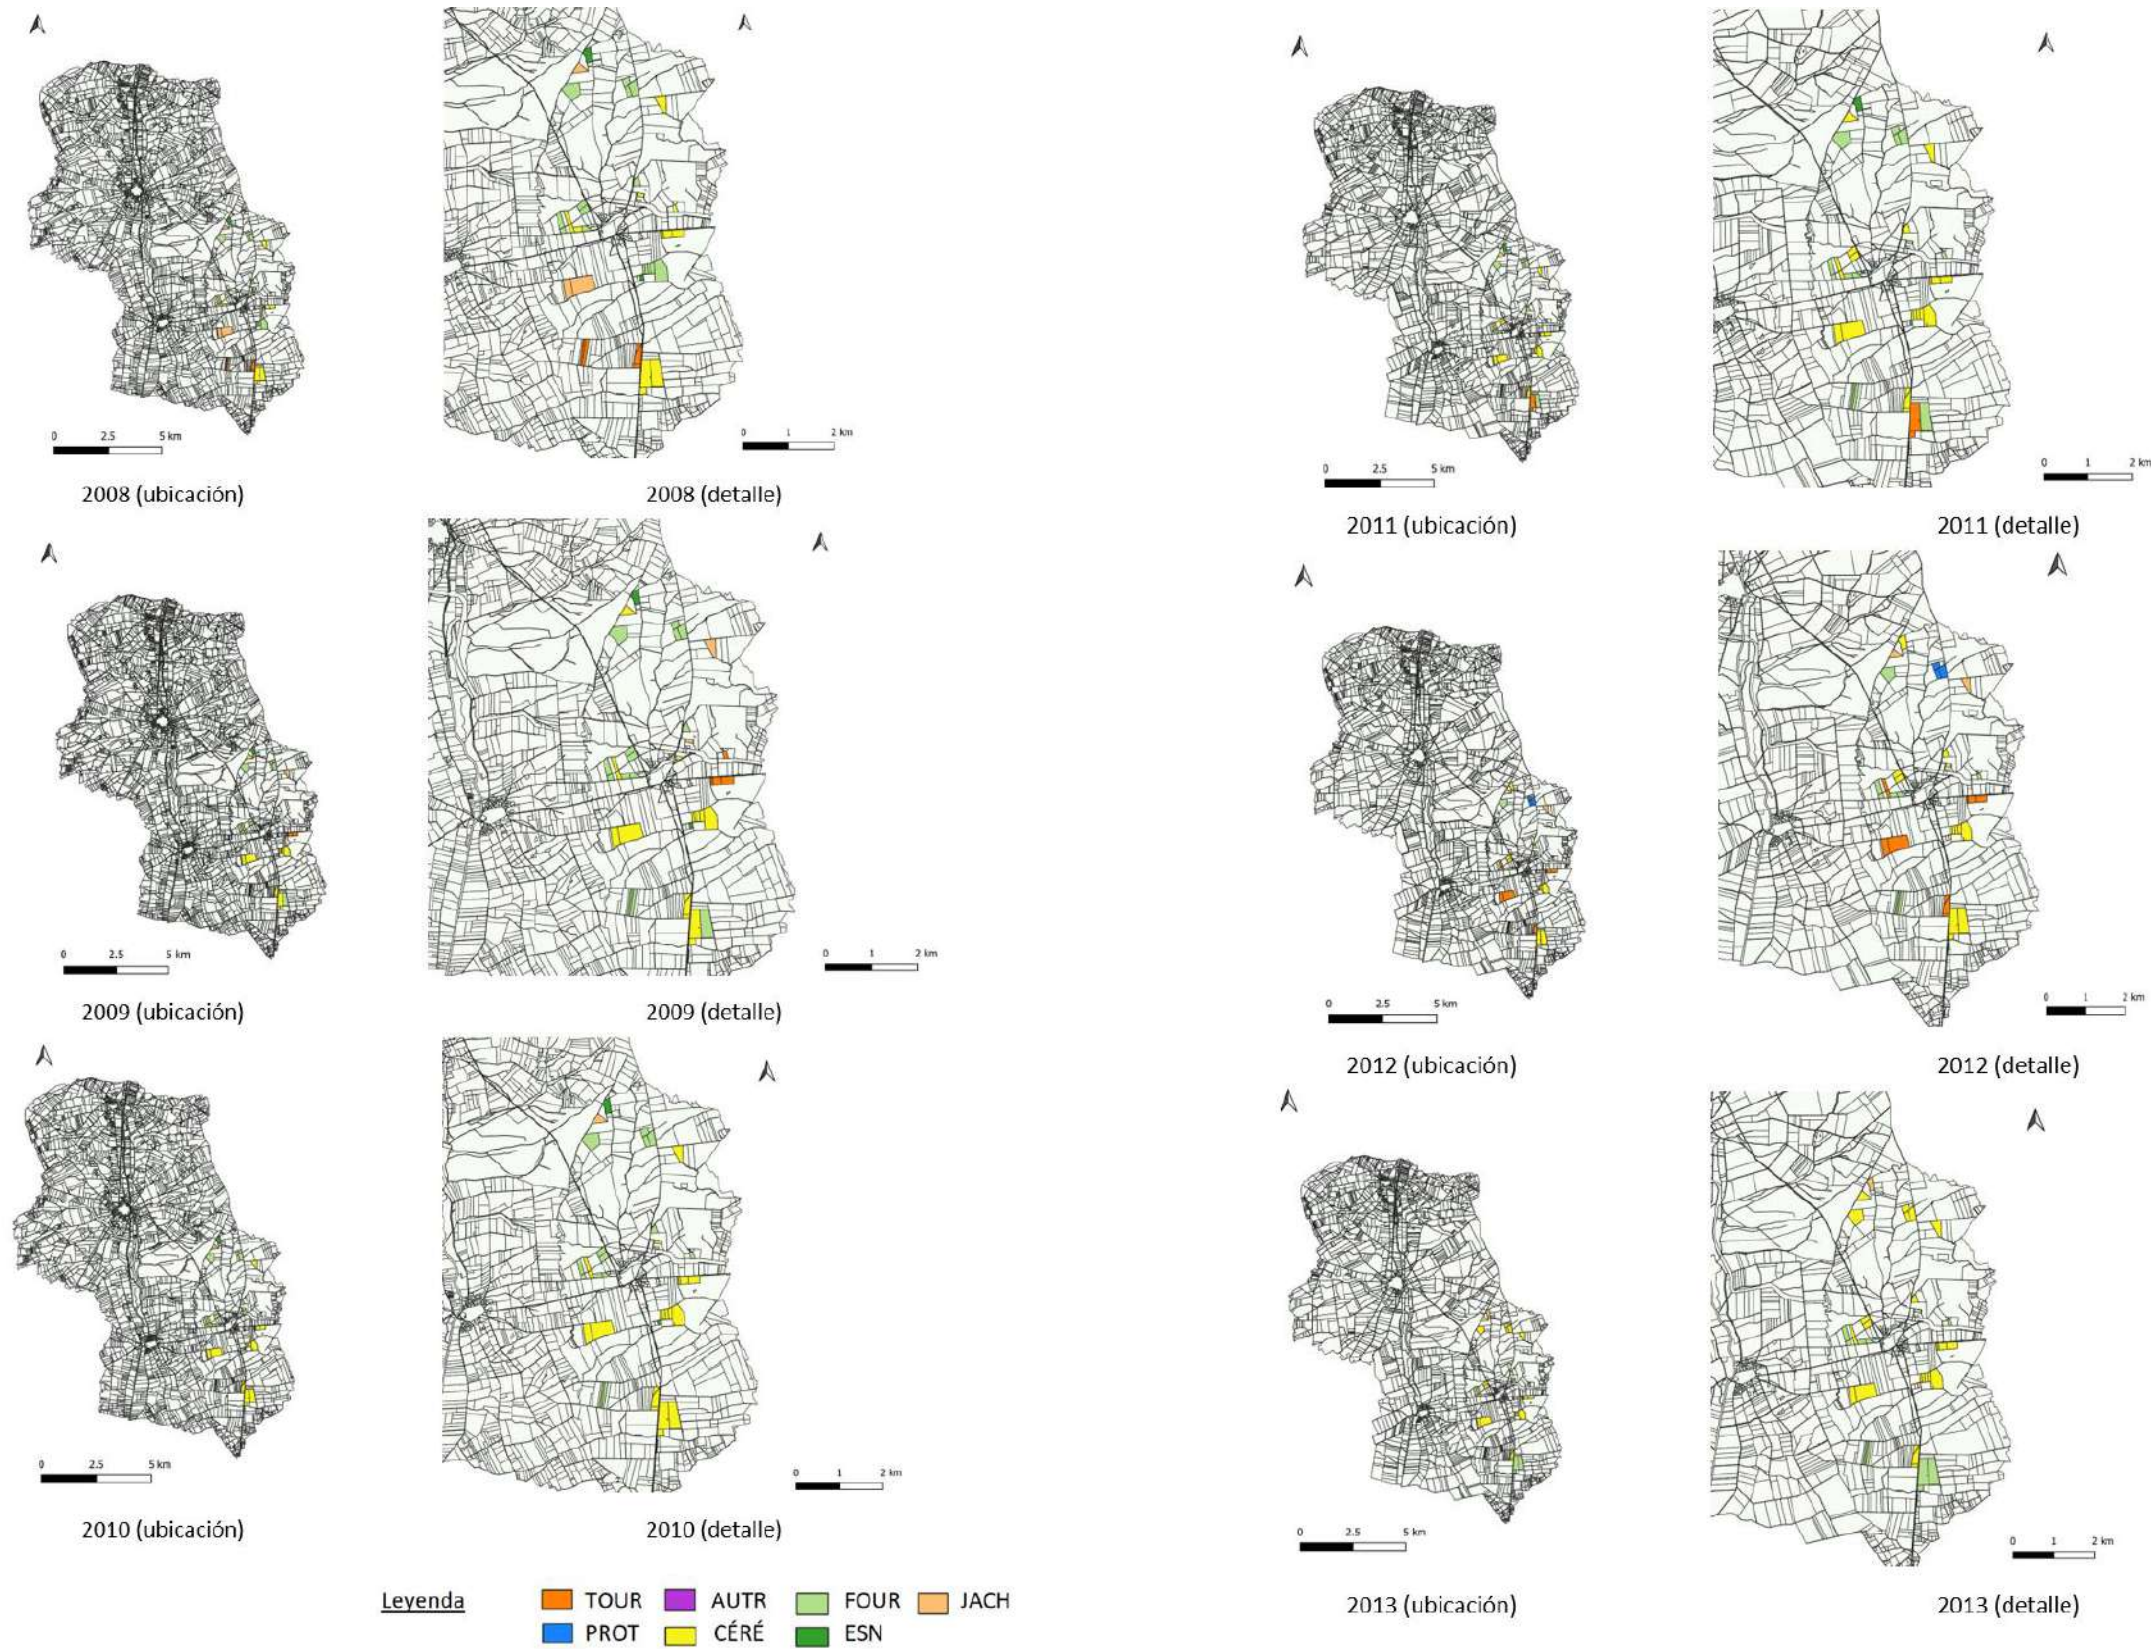 0 2.5 5 km
0 1 2 km
2008 (ubicación)
2008 (detalle)
0 2.5 5 km
0 1 2 km
2009 (ubicación)
2009 (detalle)
0 2.5 5 km
0 1 2 km
2010 (ubicación)
2010 (detalle)
0 2.5 5 km
0 1 2 km
2011 (ubicación)
2011 (detalle)
0 2.5 5 km
0 1 2 km
2012 (ubicación)
2012 (detalle)
0 2.5 5 km
0 1 2 km
2013 (ubicación)
2013 (detalle)
Leyenda
TOUR AUTR FOUR JACH
PROT CÉRÉ ESN